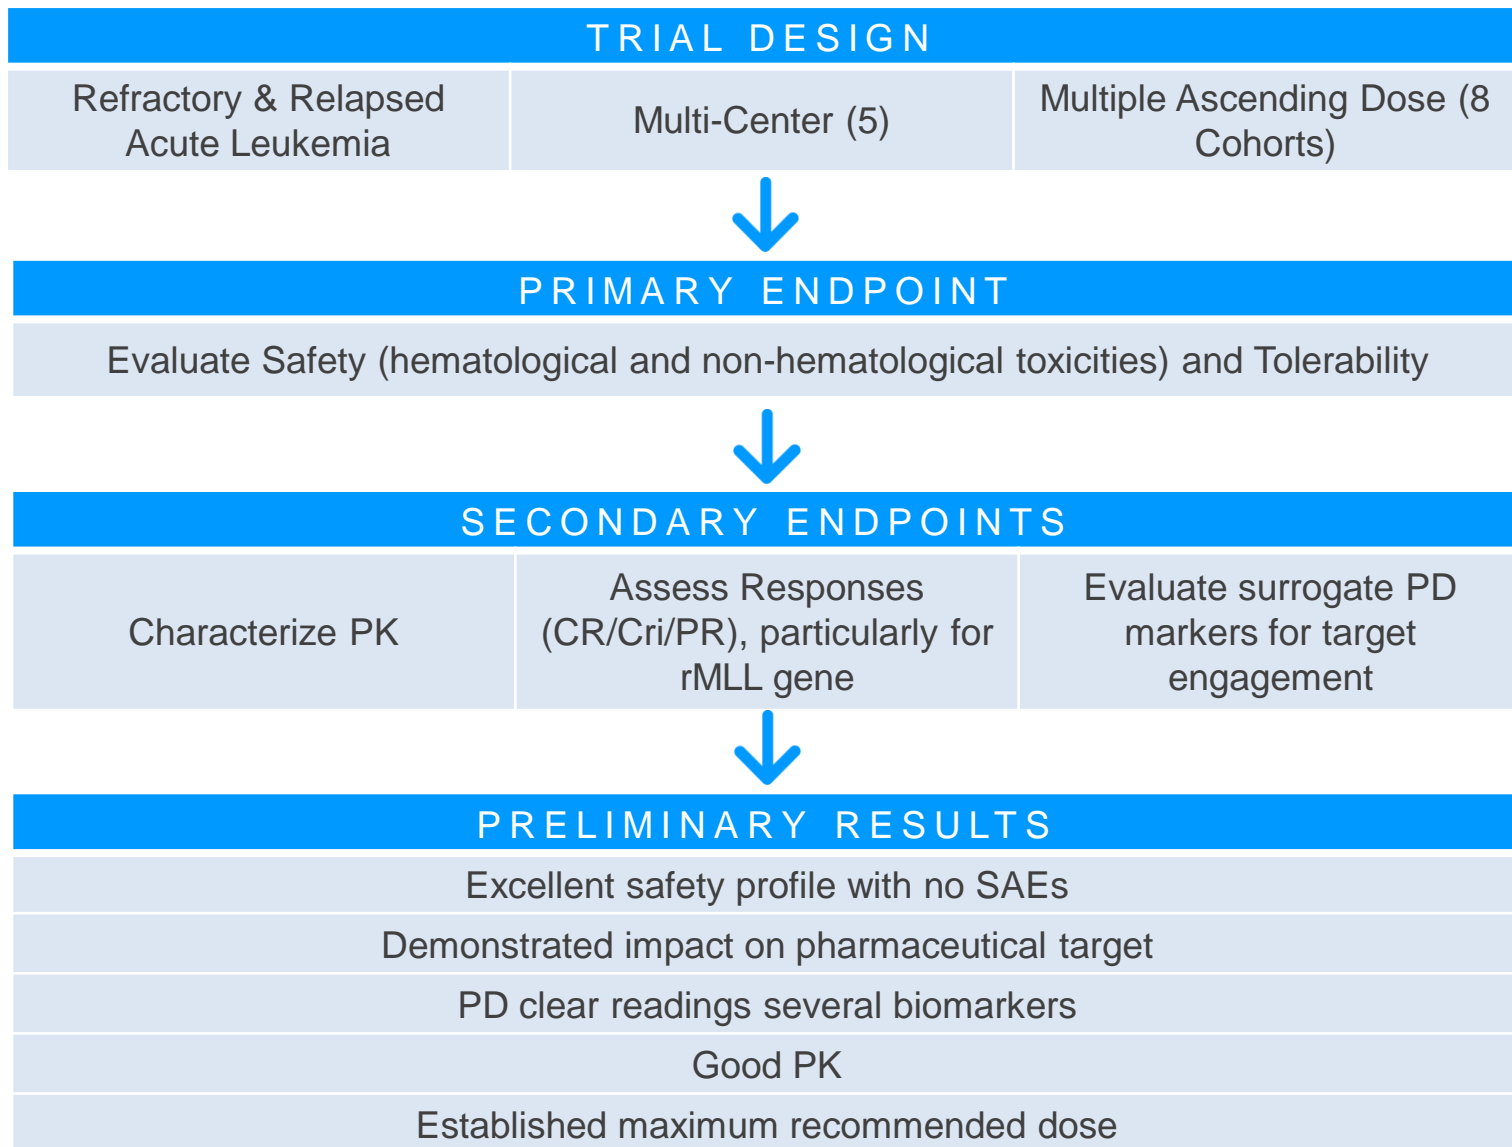 TRIAL DESIGN
Refractory & Relapsed
Acute Leukemia
Multi-Center (5)
Multiple Ascending Dose (8
Cohorts)
PRIMARY ENDPOINT
Evaluate Safety (hematological and non-hematological toxicities) and Tolerability
SECONDARY ENDPOINTS
Characterize PK
Assess Responses
(CR/Cri/PR), particularly for
rMLL gene
Evaluate surrogate PD
markers for target
engagement
PRELIMINARY RESULTS
Excellent safety profile with no SAEs
Demonstrated impact on pharmaceutical target
PD clear readings several biomarkers
Good PK
Established maximum recommended dose